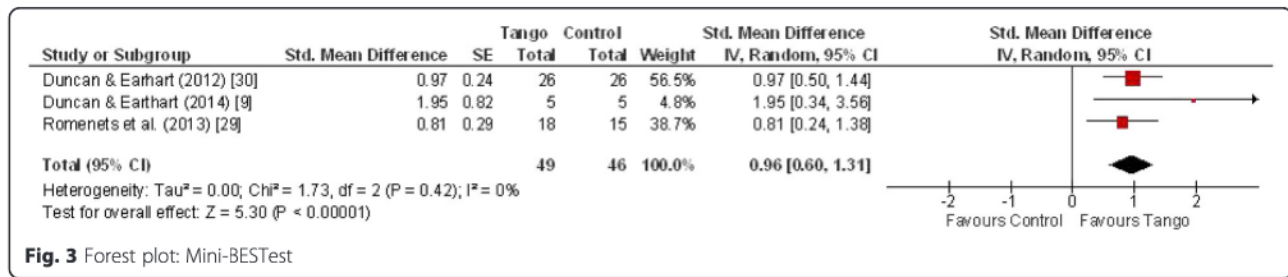 Tango Control Std. Mean Difference Std. Mean Difference
Study or Subgroup Std. Mean Difference SE Total Total Weight IV, Random, 95% CI IV, Random, 95% CI
Duncan & Earhart (2012) [30] 0.97 0.24 26 26 56.5% 0.97 [0.50, 1.44]
Duncan & Earthart (2014) [9] 1.95 0.82 5 5 4.8% 1.95 [0.34, 3.56]
Romenets et al. (2013) [29] 0.81 0.29 18 15 38.7% 0.81 [0.24, 1.38]
Total (95% CI) 49 46 100.0% 0.96 [0.60, 1.31]
Heterogeneity: Tau² = 0.00; Chi² = 1.73, df = 2 (P = 0.42); I² = 0%
Test for overall effect: Z = 5.30 (P < 0.00001)
-2 -1 0 1 2
Favours Control Favours Tango
Fig. 3 Forest plot: Mini-BESTest